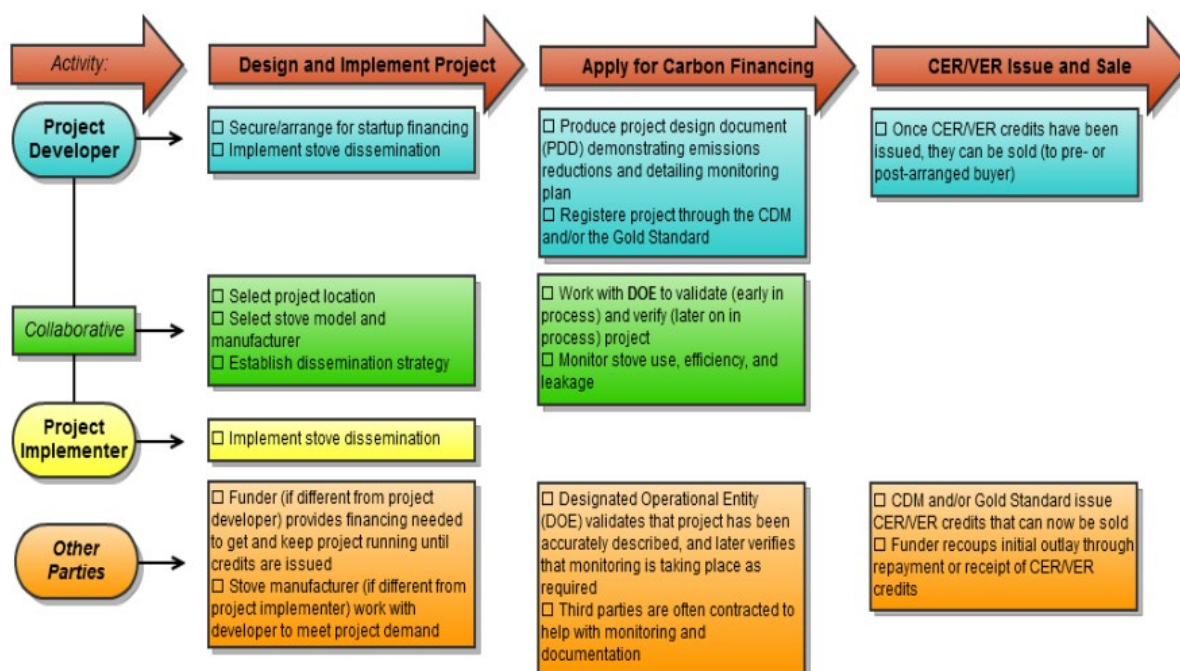 Activity:
Design and Implement Project
Apply for Carbon Financing
CER/VER Issue and Sale
Project
Developer
☐ Secure/arrange for startup financing
☐ Implement stove dissemination
☐ Produce project design document
(PDD) demonstrating emissions
reductions and detailing monitoring
plan
☐ Registere project through the CDM
and/or the Gold Standard
☐ Once CER/VER credits have been
issued, they can be sold (to pre- or
post-arranged buyer)
Collaborative
☐ Select project location
☐ Select stove model and
manufacturer
☐ Establish dissemination strategy
☐ Work with DOE to validate (early in
process) and verify (later on in
process) project
☐ Monitor stove use, efficiency, and
leakage
Project
Implementer
☐ Implement stove dissemination
Other
Parties
☐ Funder (if different from project
developer) provides financing needed
to get and keep project running until
credits are issued
☐ Stove manufacturer (if different from
project implementer) work with
developer to meet project demand
☐ Designated Operational Entity
(DOE) validates that project has been
accurately described, and later verifies
that monitoring is taking place as
required
☐ Third parties are often contracted to
help with monitoring and
documentation
☐ CDM and/or Gold Standard issue
CER/VER credits that can now be sold
☐ Funder recoups initial outlay through
repayment or receipt of CER/VER
credits